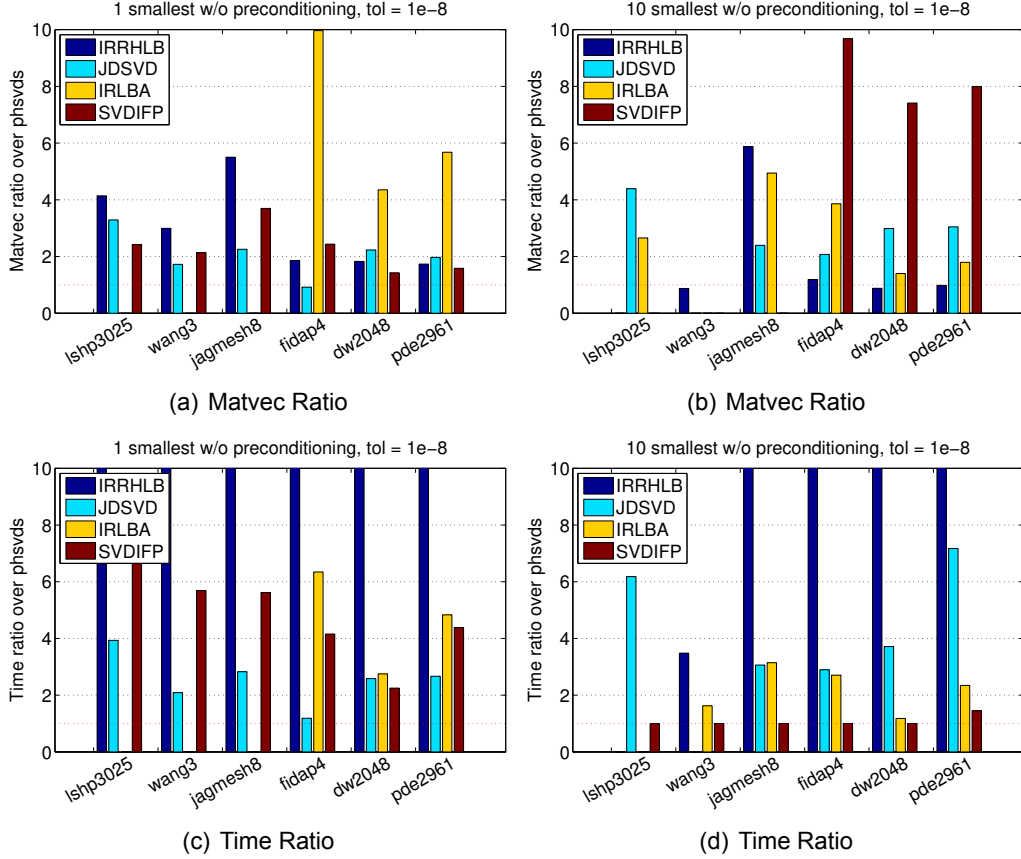 1 smallest w/o preconditioning, tol = 1e−8
Matvec ratio over phsvds
10
8
6
4
2
0
IRRHLB
JDSVD
IRLBA
SVDIFP
lshp3025
wang3
jagmesh8
fidap4
dw2048
pde2961
(a) Matvec Ratio
10 smallest w/o preconditioning, tol = 1e−8
Matvec ratio over phsvds
10
8
6
4
2
0
IRRHLB
JDSVD
IRLBA
SVDIFP
lshp3025
wang3
jagmesh8
fidap4
dw2048
pde2961
(b) Matvec Ratio
1 smallest w/o preconditioning, tol = 1e−8
Time ratio over phsvds
10
8
6
4
2
0
IRRHLB
JDSVD
IRLBA
SVDIFP
lshp3025
wang3
jagmesh8
fidap4
dw2048
pde2961
(c) Time Ratio
10 smallest w/o preconditioning, tol = 1e−8
Time ratio over phsvds
10
8
6
4
2
0
IRRHLB
JDSVD
IRLBA
SVDIFP
lshp3025
wang3
jagmesh8
fidap4
dw2048
pde2961
(d) Time Ratio